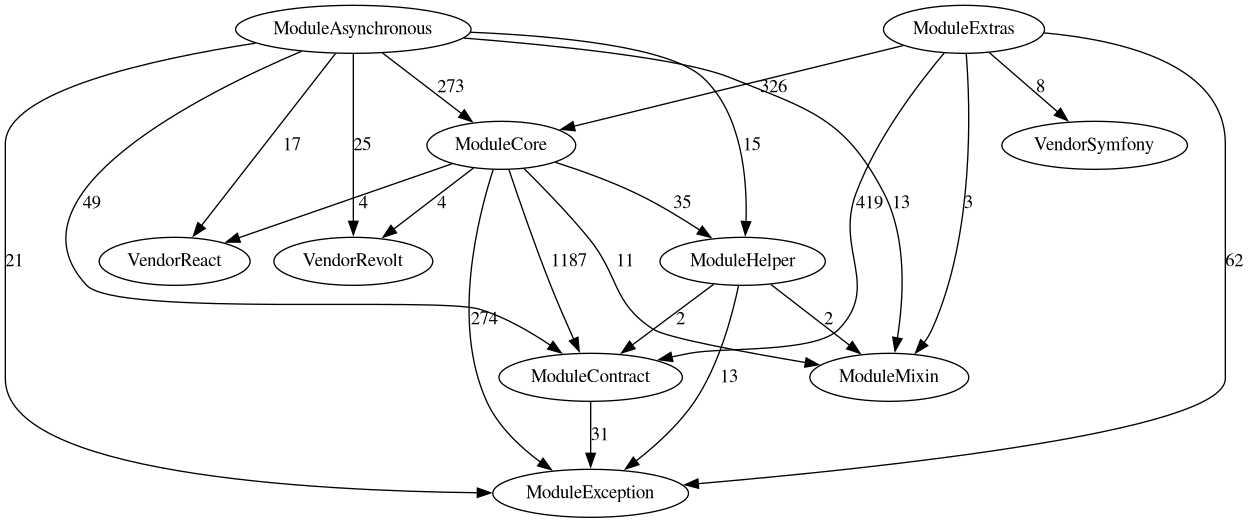 ModuleAsynchronous
ModuleExtras
273
326
8
ModuleCore
VendorSymfony
17
25
15
49
4
4
35
419
13
3
21
VendorReact
VendorRevolt
1187
11
ModuleHelper
62
274
2
2
ModuleContract
13
ModuleMixin
31
ModuleException